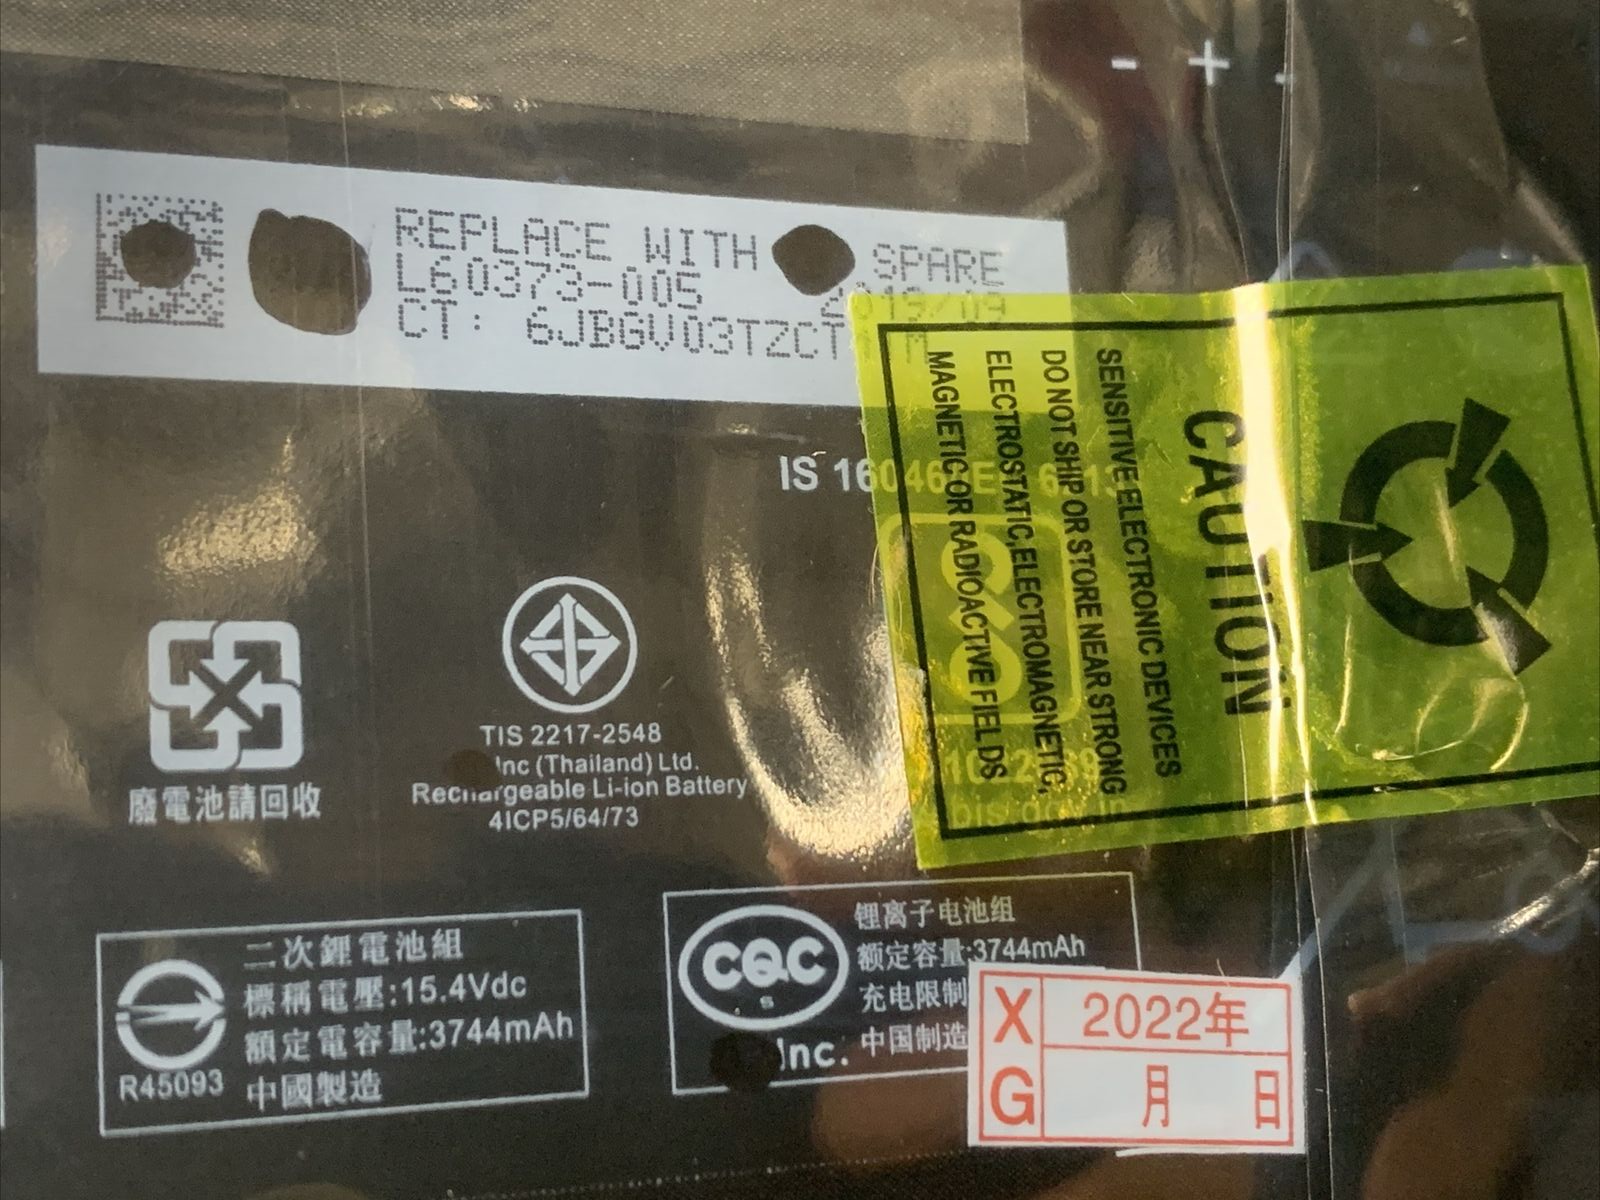 - +
REPLACE WITH SPARE
L60373-005
CT: 6JBGV03TZCT
IS 16046
CAUTION
SENSITIVE ELECTRONIC DEVICES
DO NOT SHIP OR STORE NEAR STRONG
ELECTROSTATIC, ELECTROMAGNETIC,
MAGNETIC OR RADIOACTIVE FIELDS
bis.gov.in
廢電池請回收
TIS 2217-2548
Inc (Thailand) Ltd.
Rechargeable Li-ion Battery
4ICP5/64/73
R45093
二次鋰電池組
標稱電壓:15.4Vdc
額定電容量:3744mAh
中國製造
CQC
S
Inc.
锂离子电池组
额定容量:3744mAh
充电限制
中国制造
XG
2022年
月 日